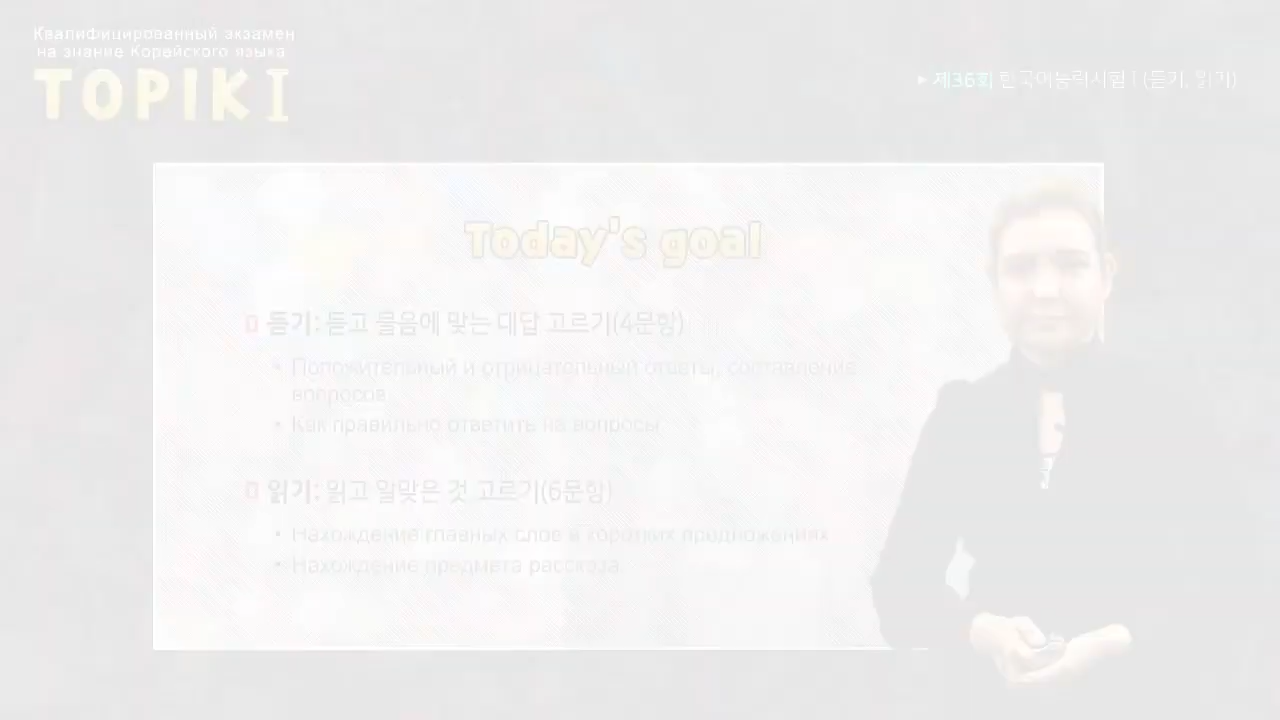 Квалифицированный экзамен
на знание Корейского языка
TOPIK I
▸ 제36회 한국어능력시험 I (듣기, 읽기)
Today's goal
듣기: 듣고 물음에 맞는 대답 고르기(4문항)
• Положительный и отрицательный ответы, составление
вопросов
• Как правильно ответить на вопросы
읽기: 읽고 알맞은 것 고르기(6문항)
• Нахождение главных слов в коротких предложениях
• Нахождение предмета рассказа